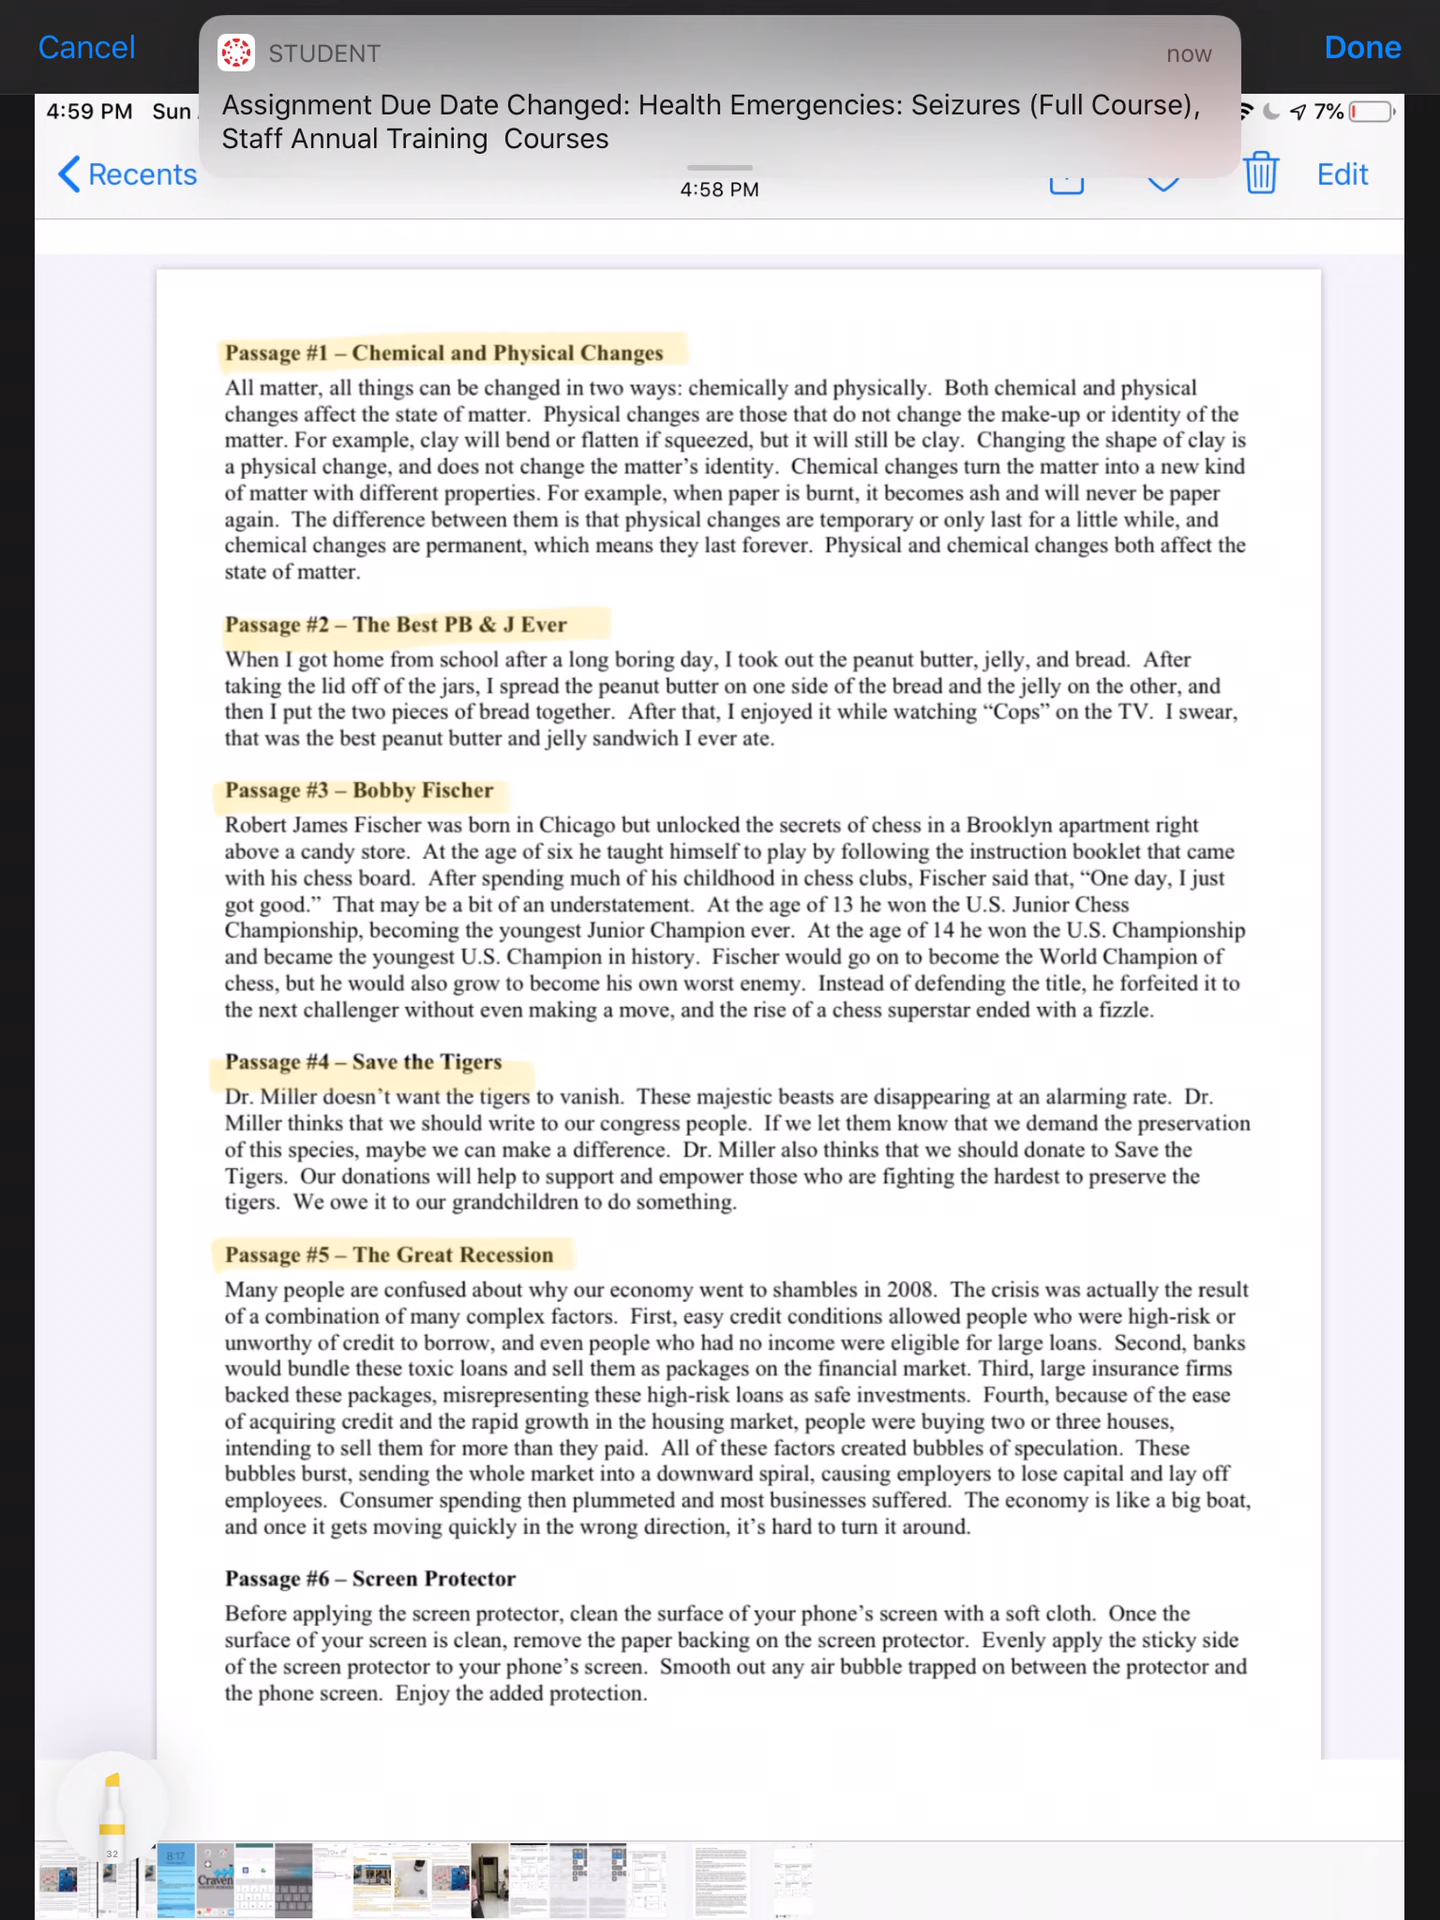 Cancel
STUDENT
now
Done
Assignment Due Date Changed: Health Emergencies: Seizures (Full Course),
Staff Annual Training  Courses
4:59 PM Sun
7%
Recents
4:58 PM
Edit
Passage #1 – Chemical and Physical Changes
All matter, all things can be changed in two ways: chemically and physically.  Both chemical and physical
changes affect the state of matter.  Physical changes are those that do not change the make-up or identity of the
matter. For example, clay will bend or flatten if squeezed, but it will still be clay.  Changing the shape of clay is
a physical change, and does not change the matter’s identity.  Chemical changes turn the matter into a new kind
of matter with different properties. For example, when paper is burnt, it becomes ash and will never be paper
again.  The difference between them is that physical changes are temporary or only last for a little while, and
chemical changes are permanent, which means they last forever.  Physical and chemical changes both affect the
state of matter.
Passage #2 – The Best PB & J Ever
When I got home from school after a long boring day, I took out the peanut butter, jelly, and bread.  After
taking the lid off of the jars, I spread the peanut butter on one side of the bread and the jelly on the other, and
then I put the two pieces of bread together.  After that, I enjoyed it while watching “Cops” on the TV.  I swear,
that was the best peanut butter and jelly sandwich I ever ate.
Passage #3 – Bobby Fischer
Robert James Fischer was born in Chicago but unlocked the secrets of chess in a Brooklyn apartment right
above a candy store.  At the age of six he taught himself to play by following the instruction booklet that came
with his chess board.  After spending much of his childhood in chess clubs, Fischer said that, “One day, I just
got good.”  That may be a bit of an understatement.  At the age of 13 he won the U.S. Junior Chess
Championship, becoming the youngest Junior Champion ever.  At the age of 14 he won the U.S. Championship
and became the youngest U.S. Champion in history.  Fischer would go on to become the World Champion of
chess, but he would also grow to become his own worst enemy.  Instead of defending the title, he forfeited it to
the next challenger without even making a move, and the rise of a chess superstar ended with a fizzle.
Passage #4 – Save the Tigers
Dr. Miller doesn’t want the tigers to vanish.  These majestic beasts are disappearing at an alarming rate.  Dr.
Miller thinks that we should write to our congress people.  If we let them know that we demand the preservation
of this species, maybe we can make a difference.  Dr. Miller also thinks that we should donate to Save the
Tigers.  Our donations will help to support and empower those who are fighting the hardest to preserve the
tigers.  We owe it to our grandchildren to do something.
Passage #5 – The Great Recession
Many people are confused about why our economy went to shambles in 2008.  The crisis was actually the result
of a combination of many complex factors.  First, easy credit conditions allowed people who were high-risk or
unworthy of credit to borrow, and even people who had no income were eligible for large loans.  Second, banks
would bundle these toxic loans and sell them as packages on the financial market. Third, large insurance firms
backed these packages, misrepresenting these high-risk loans as safe investments.  Fourth, because of the ease
of acquiring credit and the rapid growth in the housing market, people were buying two or three houses,
intending to sell them for more than they paid.  All of these factors created bubbles of speculation.  These
bubbles burst, sending the whole market into a downward spiral, causing employers to lose capital and lay off
employees.  Consumer spending then plummeted and most businesses suffered.  The economy is like a big boat,
and once it gets moving quickly in the wrong direction, it’s hard to turn it around.
Passage #6 – Screen Protector
Before applying the screen protector, clean the surface of your phone’s screen with a soft cloth.  Once the
surface of your screen is clean, remove the paper backing on the screen protector.  Evenly apply the sticky side
of the screen protector to your phone’s screen.  Smooth out any air bubble trapped on between the protector and
the phone screen.  Enjoy the added protection.
32
8:17
Craven